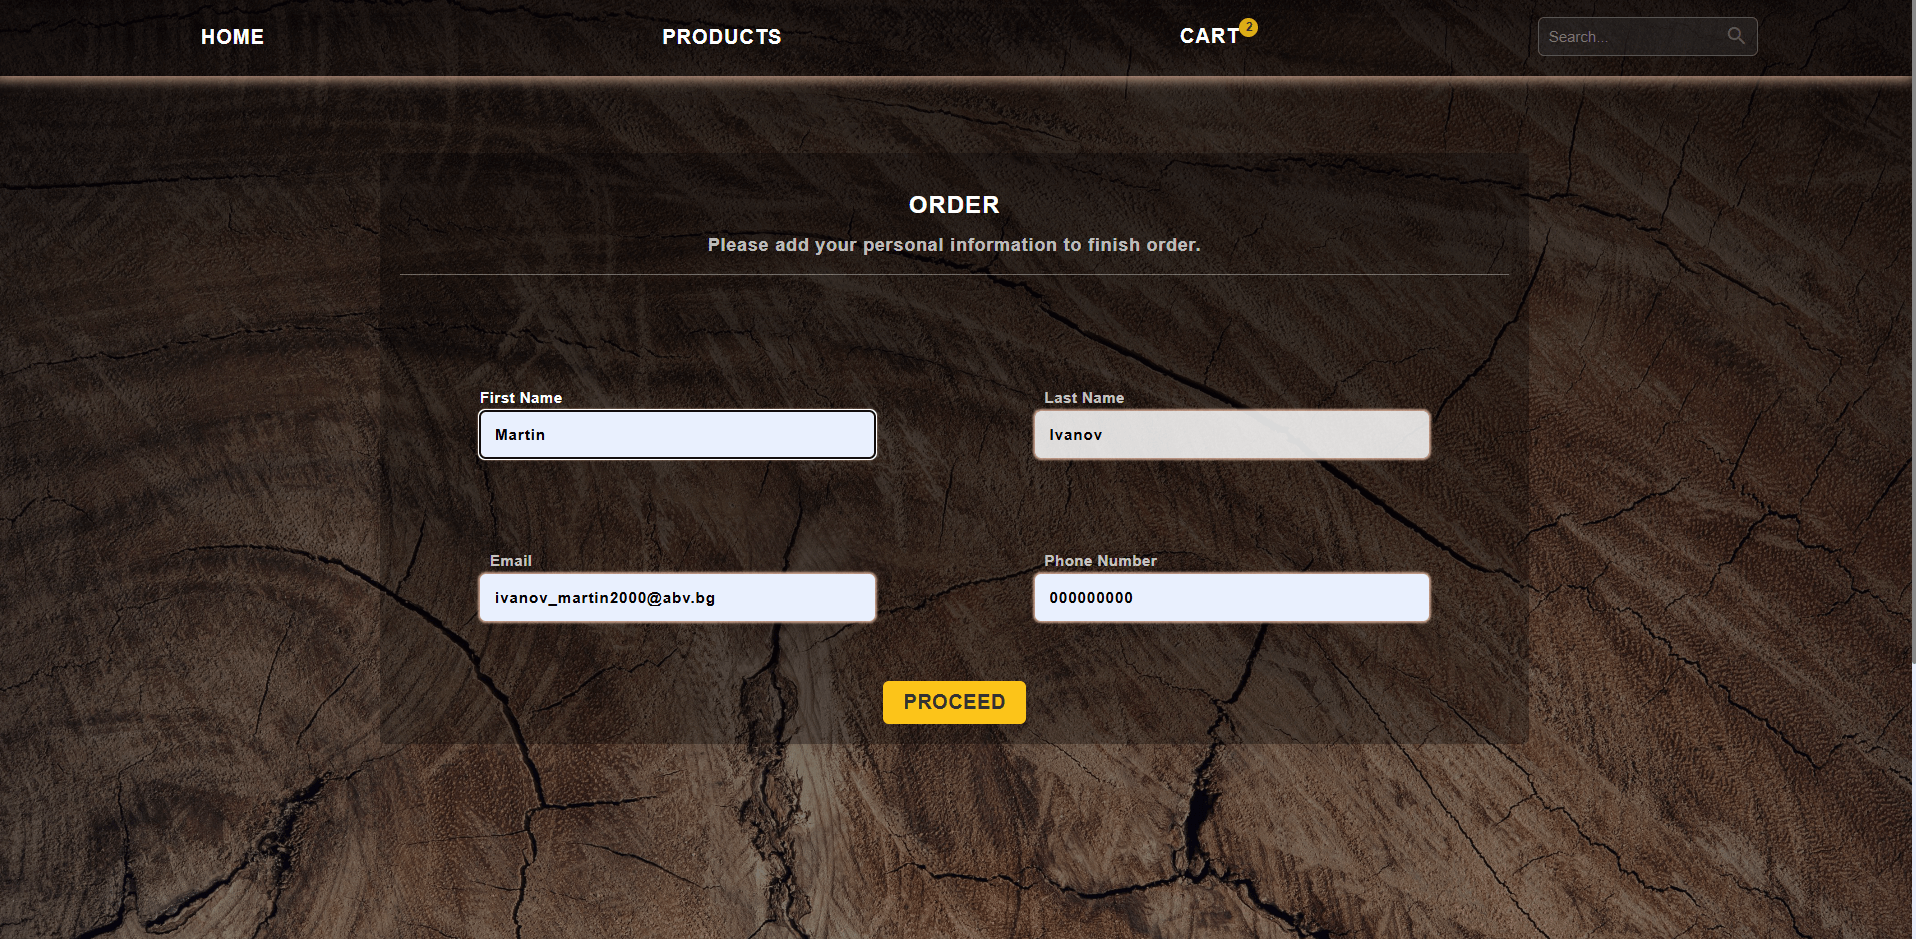 HOME
PRODUCTS
CART 2
Search...
ORDER
Please add your personal information to finish order.
First Name
Last Name
Martin
Ivanov
Email
Phone Number
ivanov_martin2000@abv.bg
000000000
PROCEED